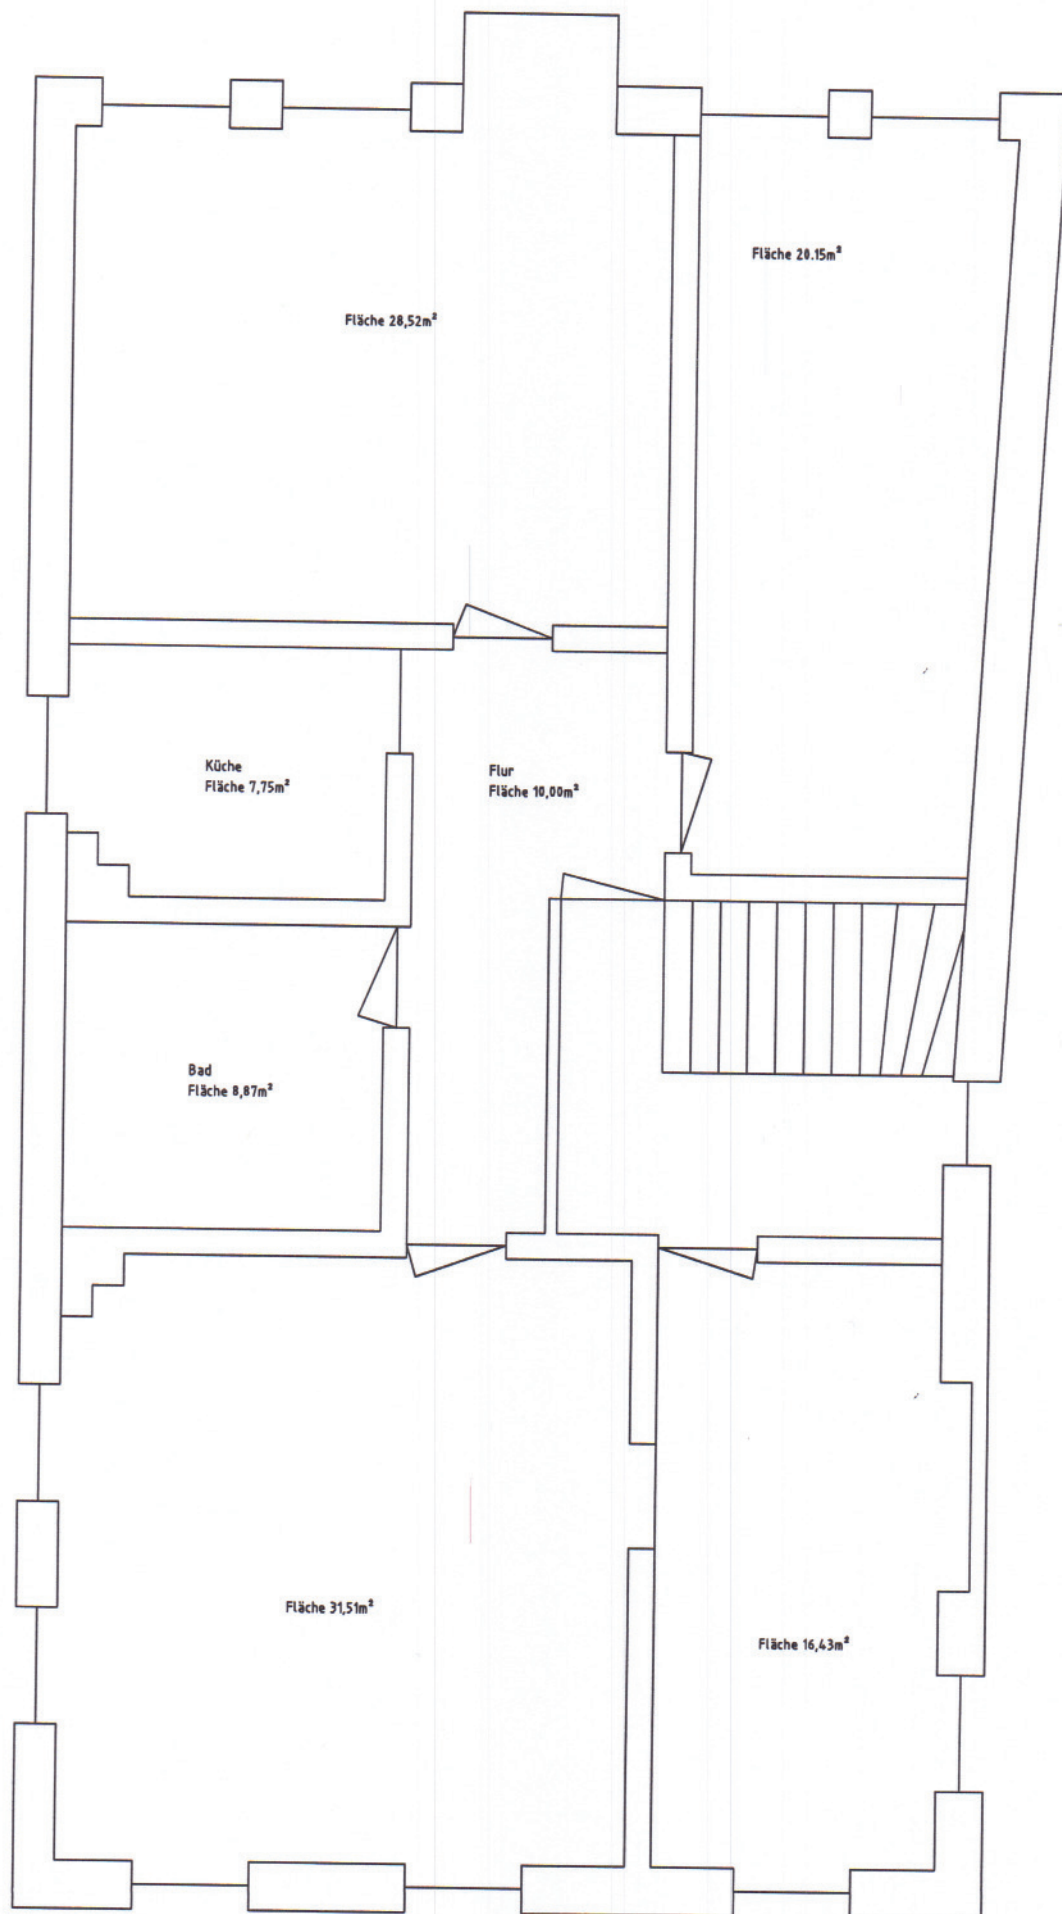 Fläche 20.15m²
Fläche 28,52m²
Küche
Fläche 7,75m²
Flur
Fläche 10,00m²
Bad
Fläche 8,87m²
Fläche 31,51m²
Fläche 16,43m²